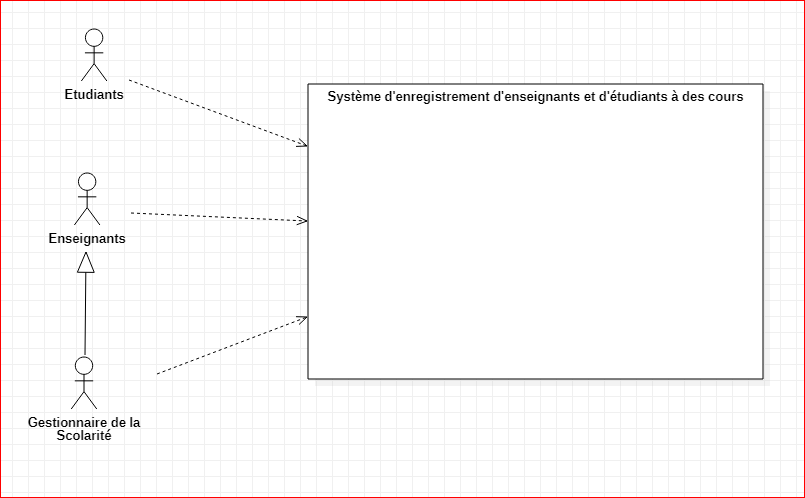 Etudiants
Système d'enregistrement d'enseignants et d'étudiants à des cours
Enseignants
Gestionnaire de la
Scolarité